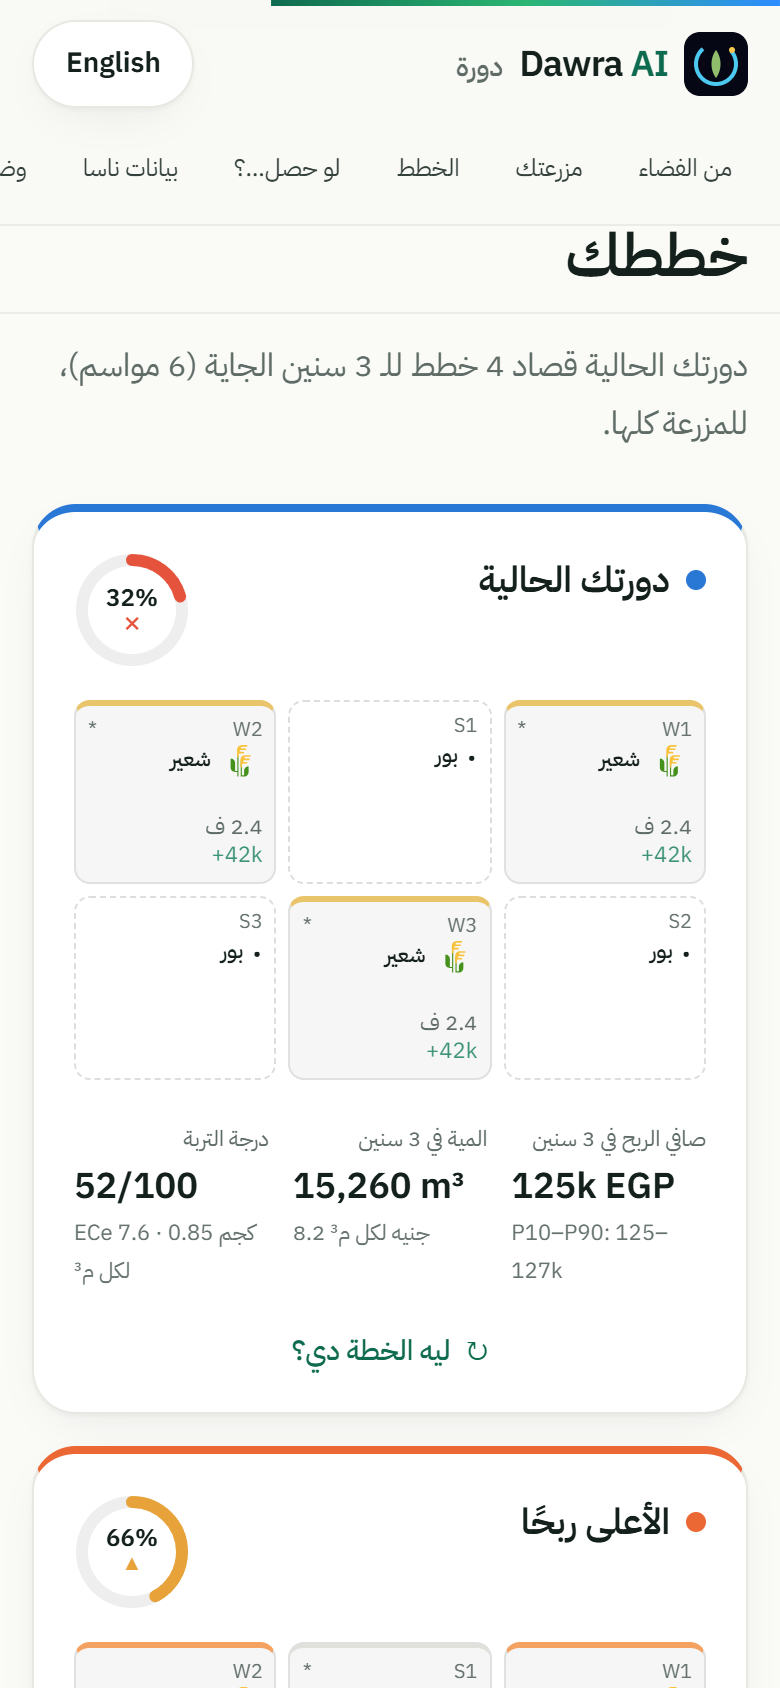 Dawra AI دورة
English
من الفضاء
مزرعتك
الخطط
لو حصل...؟
بيانات ناسا
وض
خططك
دورتك الحالية قصاد 4 خطط للـ 3 سنين الجاية (6 مواسم)،
للمزرعة كلها.
دورتك الحالية
32%
×
W1 *
شعير
2.4 ف
+42k
S1
• بور
W2 *
شعير
2.4 ف
+42k
S2
• بور
W3 *
شعير
2.4 ف
+42k
S3
• بور
صافي الربح في 3 سنين
125k EGP
P10–P90: 125–
127k
المية في 3 سنين
15,260 m³
8.2 جنيه لكل م³
درجة التربة
52/100
ECe 7.6 · 0.85 كجم
لكل م³
↻ ليه الخطة دي؟
الأعلى ربحًا
66%
▲
W1
S1 *
W2